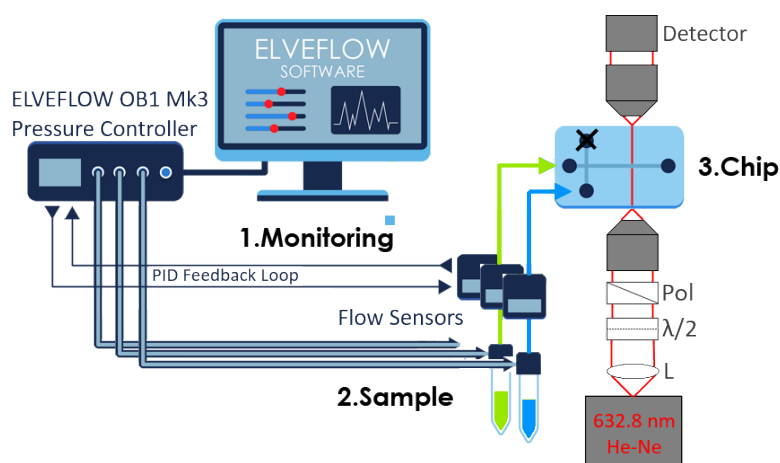 ELVEFLOW
SOFTWARE
ELVEFLOW OB1 Mk3
Pressure Controller
Detector
3.Chip
1.Monitoring
PID Feedback Loop
Flow Sensors
2.Sample
Pol
λ/2
L
632.8 nm
He-Ne